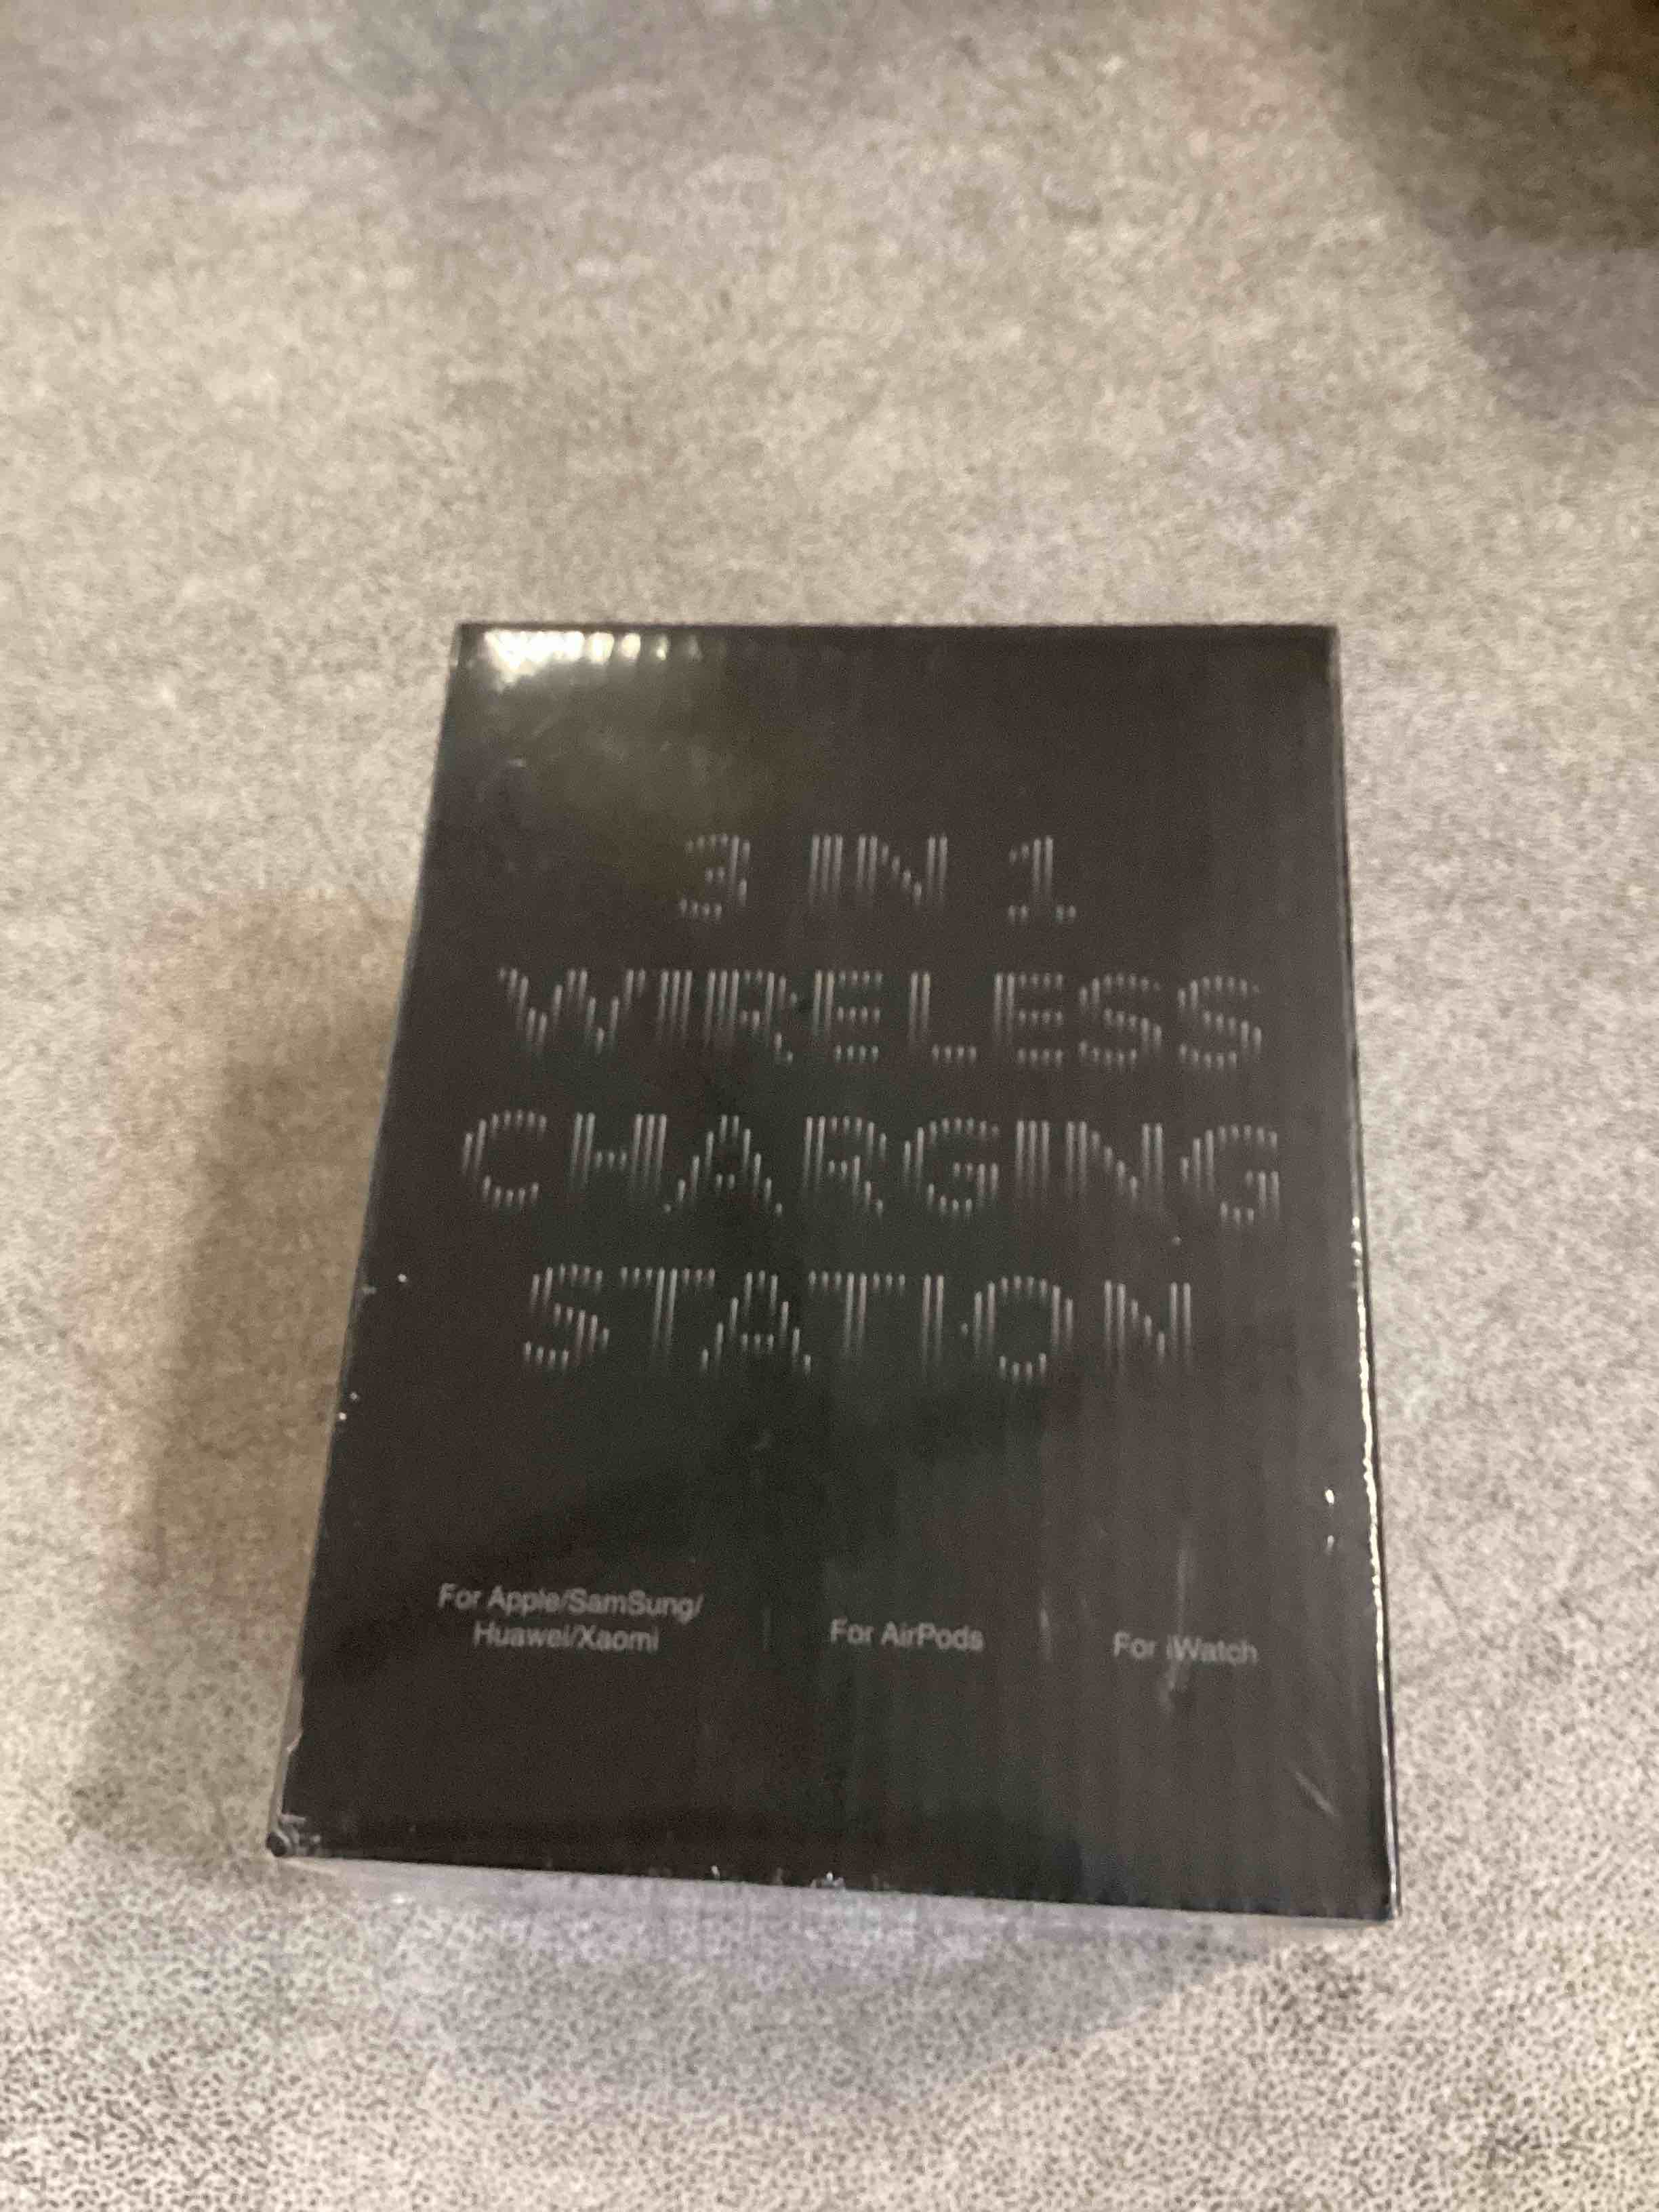 3 IN 1
WIRELESS
CHARGING
STATION
For Apple/SamSung/
Huawei/Xaomi
For AirPods
For iWatch